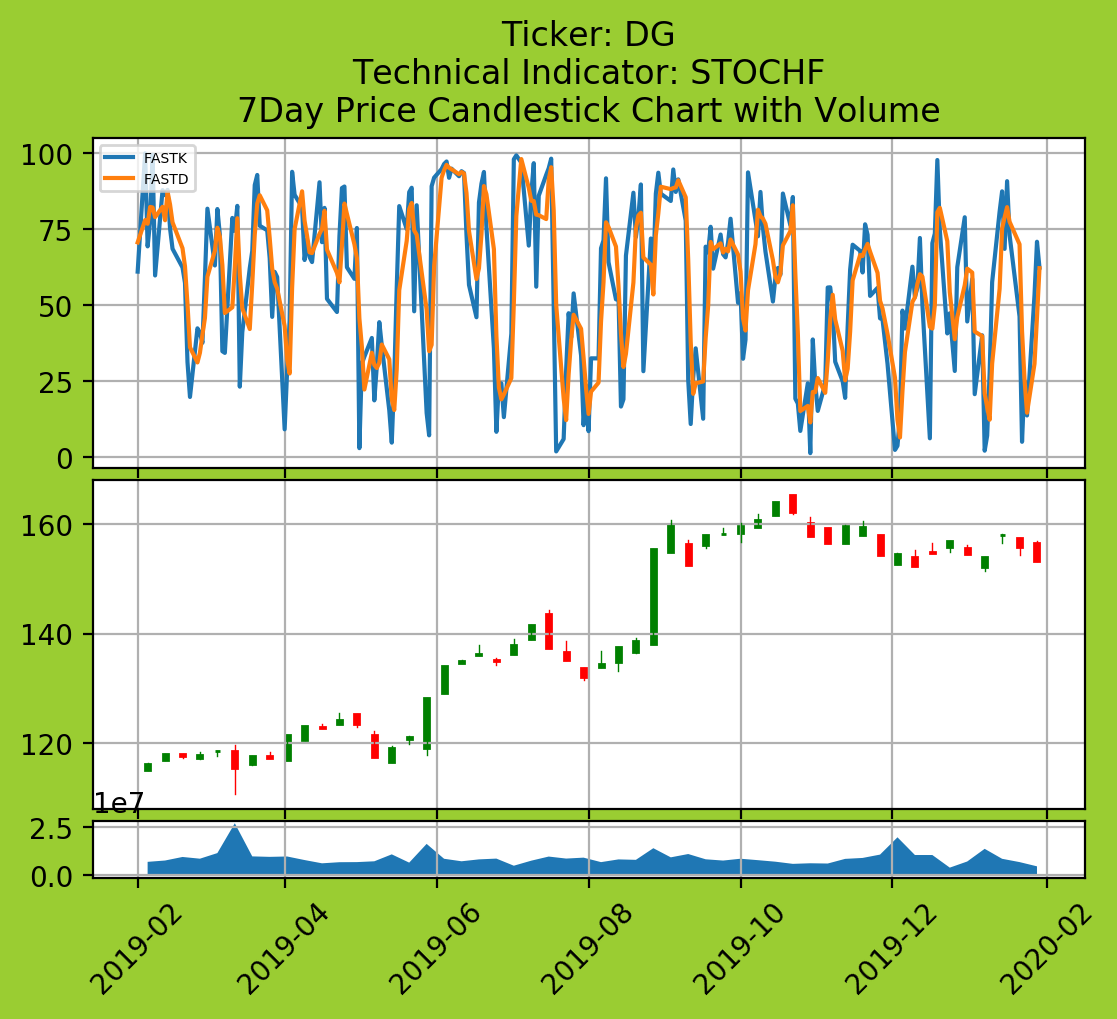 Ticker: DG
Technical Indicator: STOCHF
7Day Price Candlestick Chart with Volume
100
75
50
25
0
FASTK
FASTD
160
140
120
1e7
2.5
0.0
2019-02
2019-04
2019-06
2019-08
2019-10
2019-12
2020-02